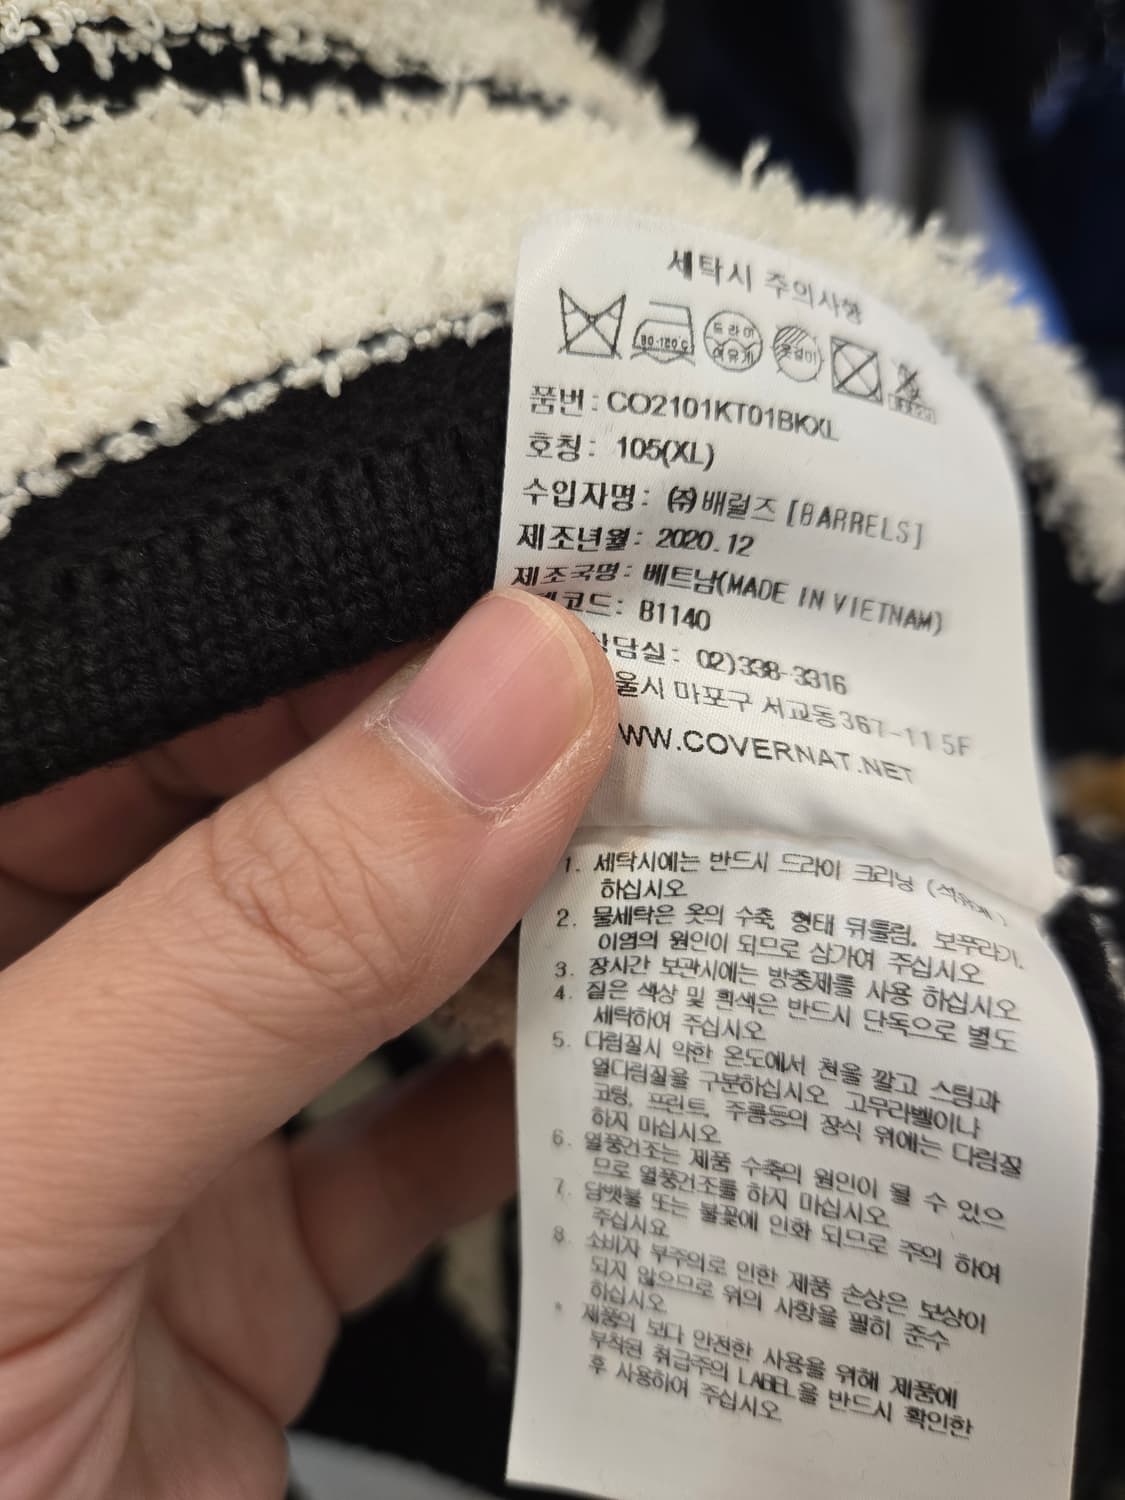 세탁시 주의사항
80-120℃
드라이
석유계
옷걸이
품번 : CO2101KT01BKXL
호칭 : 105(XL)
수입자명 : ㈜배럴즈 [BARRELS]
제조년월 : 2020.12
제조국명 : 베트남(MADE IN VIETNAM)
코드 : B1140
상담실 : 02)338-3316
울시 마포구 서교동 367-11 5F
WW.COVERNAT.NET
1. 세탁시에는 반드시 드라이 크리닝 (석유계)
하십시오
2. 물세탁은 옷의 수축, 형태 뒤틀림, 보푸라기,
이염의 원인이 되므로 삼가여 주십시오
3. 장시간 보관시에는 방충제를 사용 하십시오
4. 짙은 색상 및 흰색은 반드시 단독으로 별도
세탁하여 주십시오
5. 다림질시 약한 온도에서 천을 깔고 스팀과
열다림질을 구분하십시오 고무라벨이나
코팅, 프린트, 주름등의 장식 위에는 다림질
하지 마십시오
6. 열풍건조는 제품 수축의 원인이 될 수 있으
므로 열풍건조를 하지 마십시오
7. 담뱃불 또는 불꽃에 인화 되므로 주의 하여
주십시요
8. 소비자 부주의로 인한 제품 손상은 보상이
되지 않으므로 위의 사항을 필히 준수
하십시오
* 제품의 보다 안전한 사용을 위해 제품에
부착된 취급주의 LABEL을 반드시 확인한
후 사용하여 주십시오